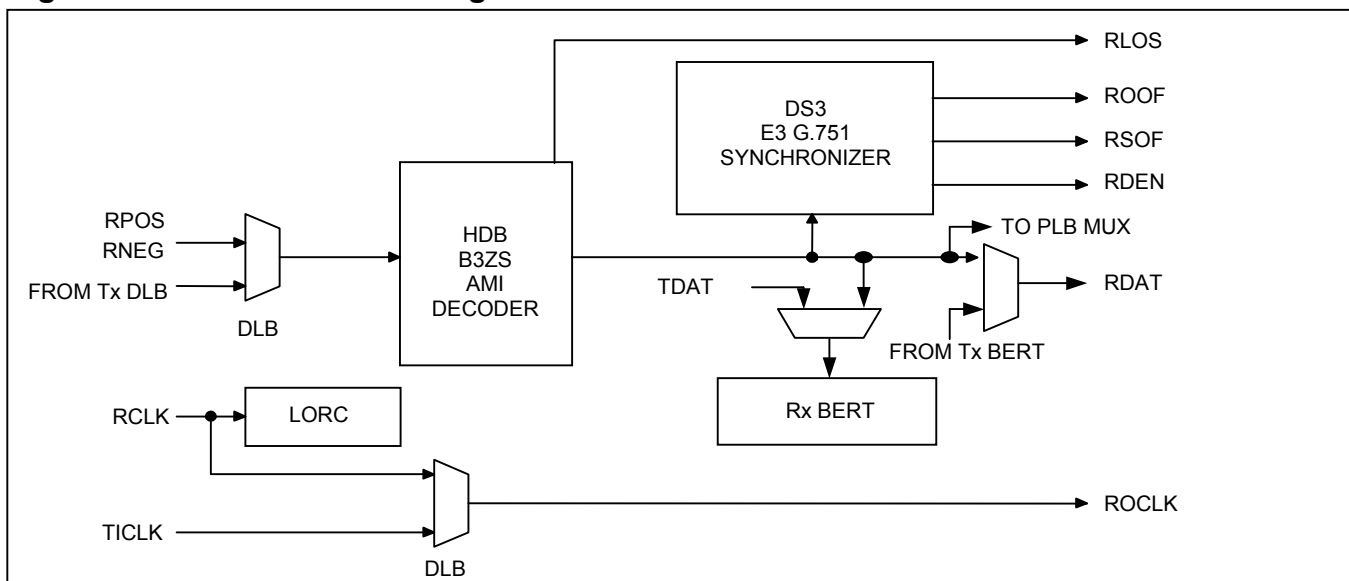 RLOS
DS3
E3 G.751
SYNCHRONIZER
ROOF
RSOF
RDEN
RPOS
RNEG
FROM Tx DLB
DLB
HDB
B3ZS
AMI
DECODER
TO PLB MUX
TDAT
RDAT
FROM Tx BERT
Rx BERT
RCLK
LORC
TICLK
DLB
ROCLK